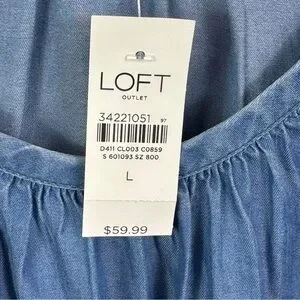 LOFT
OUTLET
34221051 97
D411 CL003 C0859
S 601093 SZ 800
L
$59.99